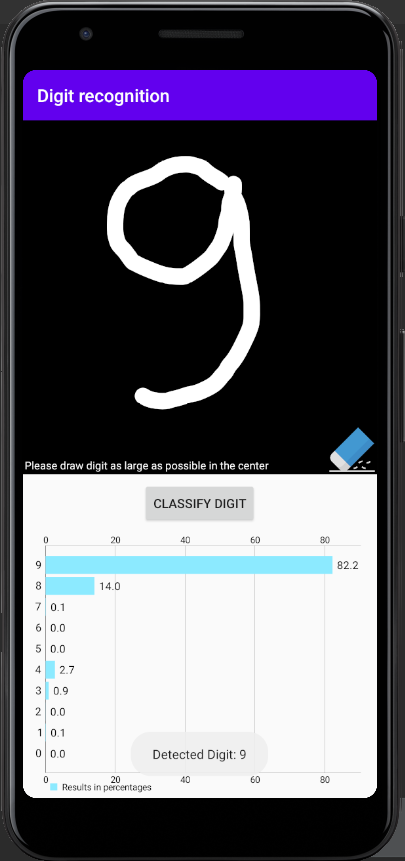 Digit recognition
9
Please draw digit as large as possible in the center
CLASSIFY DIGIT
0 20 40 60 80
9 82.2
8 14.0
7 0.1
6 0.0
5 0.0
4 2.7
3 0.9
2 0.0
1 0.1
0 0.0
Detected Digit: 9
0 20 40 60 80
Results in percentages